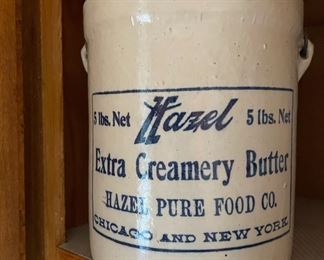 5 lbs. Net Hazel 5 lbs. Net
Extra Creamery Butter
HAZEL PURE FOOD CO.
CHICAGO AND NEW YORK